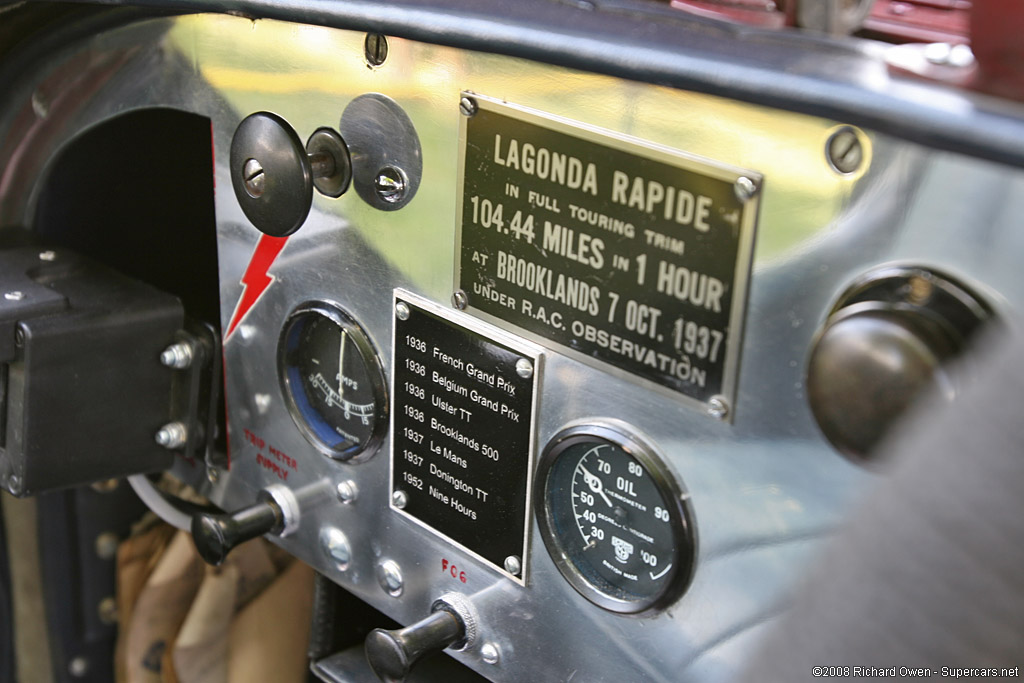 LAGONDA RAPIDE
IN FULL TOURING TRIM
104.44 MILES IN 1 HOUR
AT BROOKLANDS 7 OCT. 1937
UNDER R.A.C. OBSERVATION
1936 French Grand Prix
1936 Belgium Grand Prix
1936 Ulster TT
1936 Brooklands 500
1937 Le Mans
1937 Donington TT
1952 Nine Hours
AMPS
TRIP METER
SUPPLY
FOG
70 80
60 OIL
THERMOMETER
50 90
40
30 100
BRITISH MADE
©2008 Richard Owen - Supercars.net